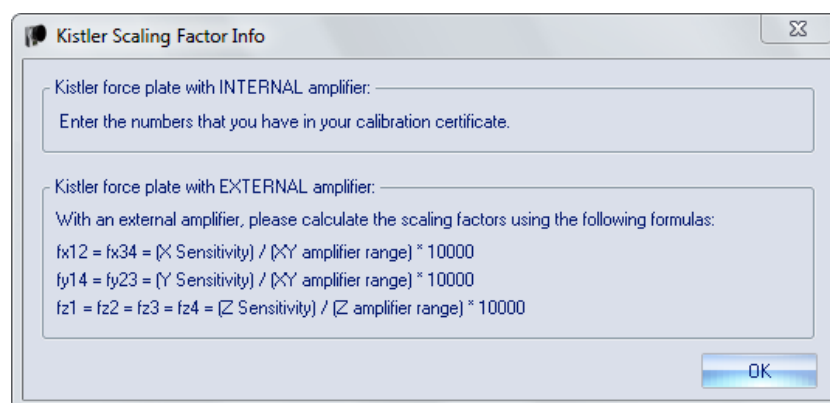 Kistler Scaling Factor Info
Kistler force plate with INTERNAL amplifier:
Enter the numbers that you have in your calibration certificate.
Kistler force plate with EXTERNAL amplifier:
With an external amplifier, please calculate the scaling factors using the following formulas:
fx12 = fx34 = (X Sensitivity) / (XY amplifier range) * 10000
fy14 = fy23 = (Y Sensitivity) / (XY amplifier range) * 10000
fz1 = fz2 = fz3 = fz4 = (Z Sensitivity) / (Z amplifier range) * 10000
OK